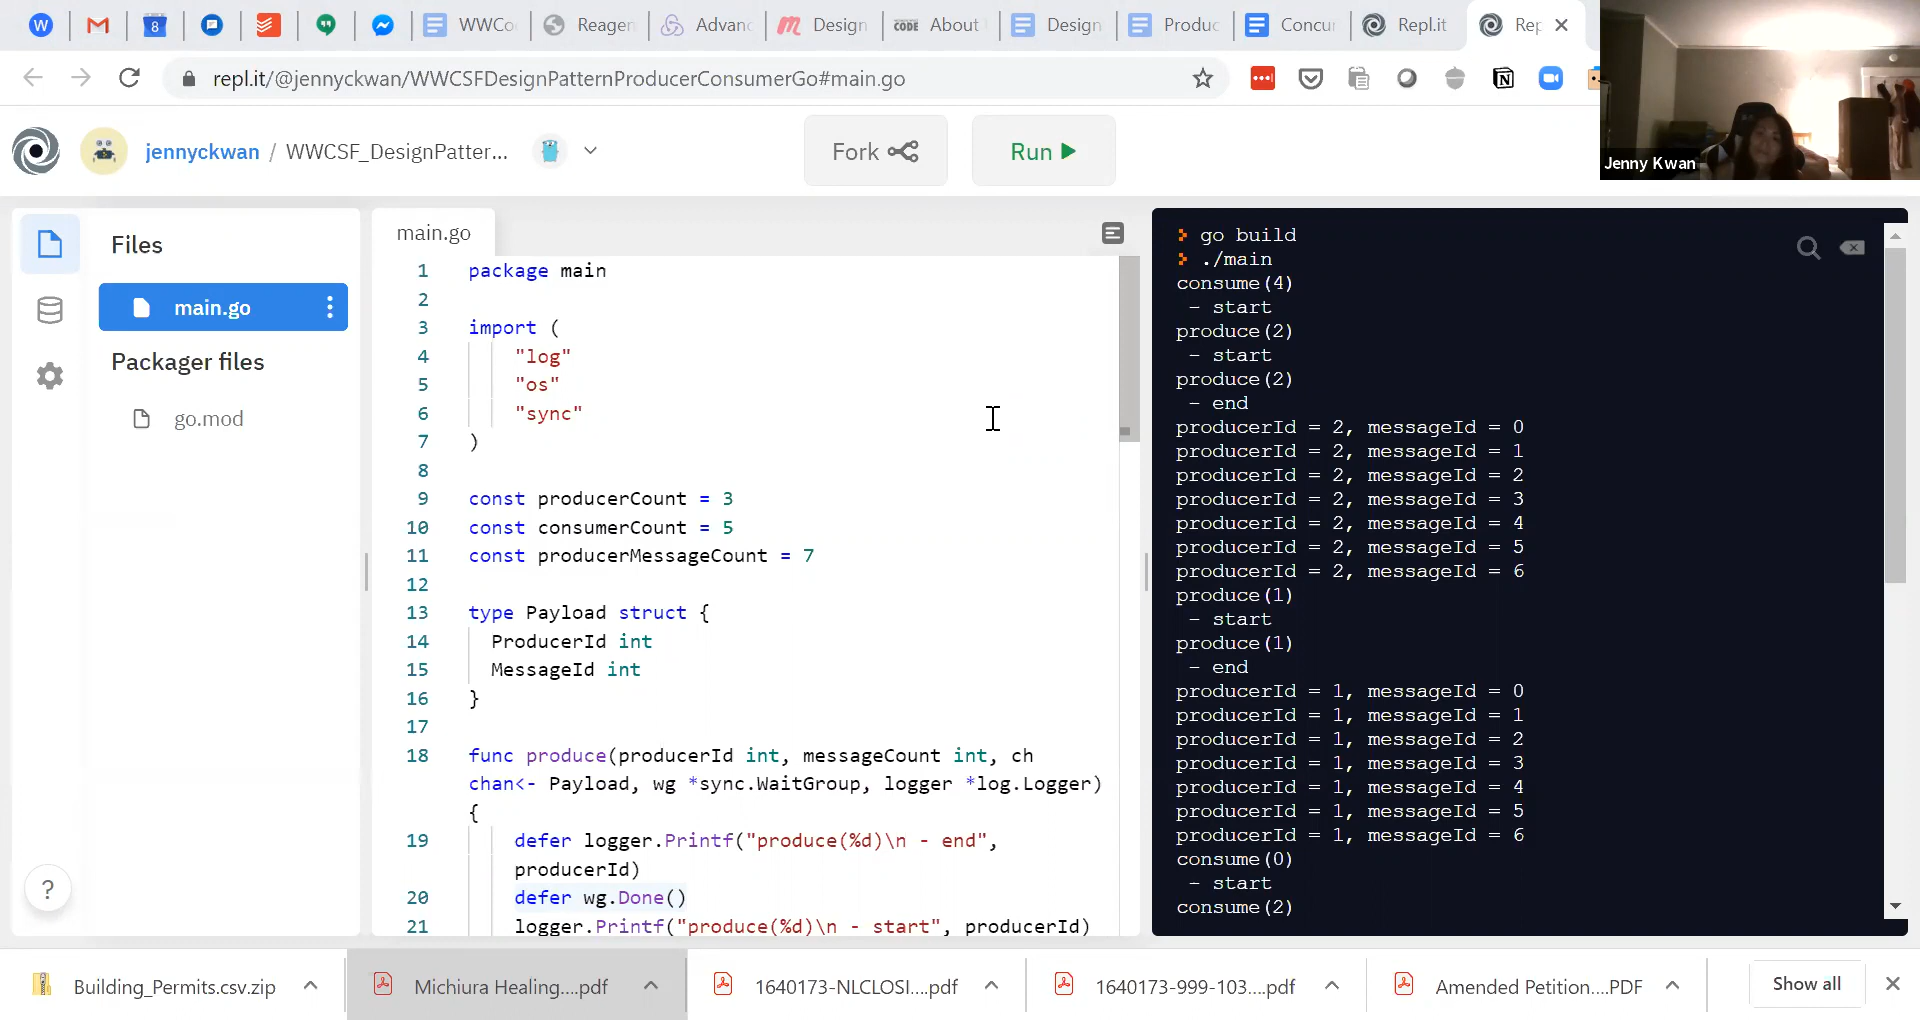 W
8
WWCo
Reagen
Advan
Design
CODE
About
Design
Produc
Concur
Repl.it
Rep
repl.it/@jennyckwan/WWCSFDesignPatternProducerConsumerGo#main.go
jennyckwan / WWCSF_DesignPatter...
Fork
Run
Jenny Kwan
Files
main.go
Packager files
go.mod
main.go
1 package main
2
3 import (
4 "log"
5 "os"
6 "sync"
7 )
8
9 const producerCount = 3
10 const consumerCount = 5
11 const producerMessageCount = 7
12
13 type Payload struct {
14 ProducerId int
15 MessageId int
16 }
17
18 func produce(producerId int, messageCount int, ch
chan<- Payload, wg *sync.WaitGroup, logger *log.Logger)
{
19 defer logger.Printf("produce(%d)\n - end",
producerId)
20 defer wg.Done()
21 logger.Printf("produce(%d)\n - start", producerId)
go build
./main
consume(4)
- start
produce(2)
- start
produce(2)
- end
producerId = 2, messageId = 0
producerId = 2, messageId = 1
producerId = 2, messageId = 2
producerId = 2, messageId = 3
producerId = 2, messageId = 4
producerId = 2, messageId = 5
producerId = 2, messageId = 6
produce(1)
- start
produce(1)
- end
producerId = 1, messageId = 0
producerId = 1, messageId = 1
producerId = 1, messageId = 2
producerId = 1, messageId = 3
producerId = 1, messageId = 4
producerId = 1, messageId = 5
producerId = 1, messageId = 6
consume(0)
- start
consume(2)
?
Building_Permits.csv.zip
Michiura Healing....pdf
1640173-NLCLOSI....pdf
1640173-999-103....pdf
Amended Petition....PDF
Show all